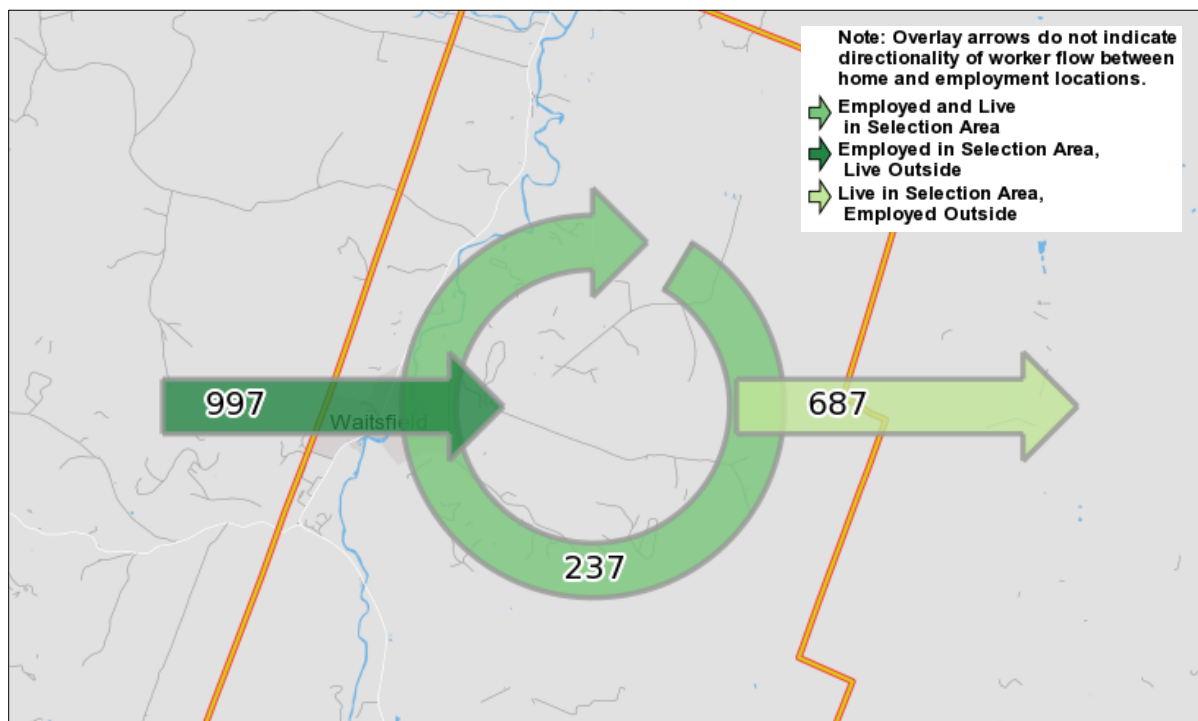 Note: Overlay arrows do not indicate
directionality of worker flow between
home and employment locations.
Employed and Live
in Selection Area
Employed in Selection Area,
Live Outside
Live in Selection Area,
Employed Outside
997
Waitsfield
687
237